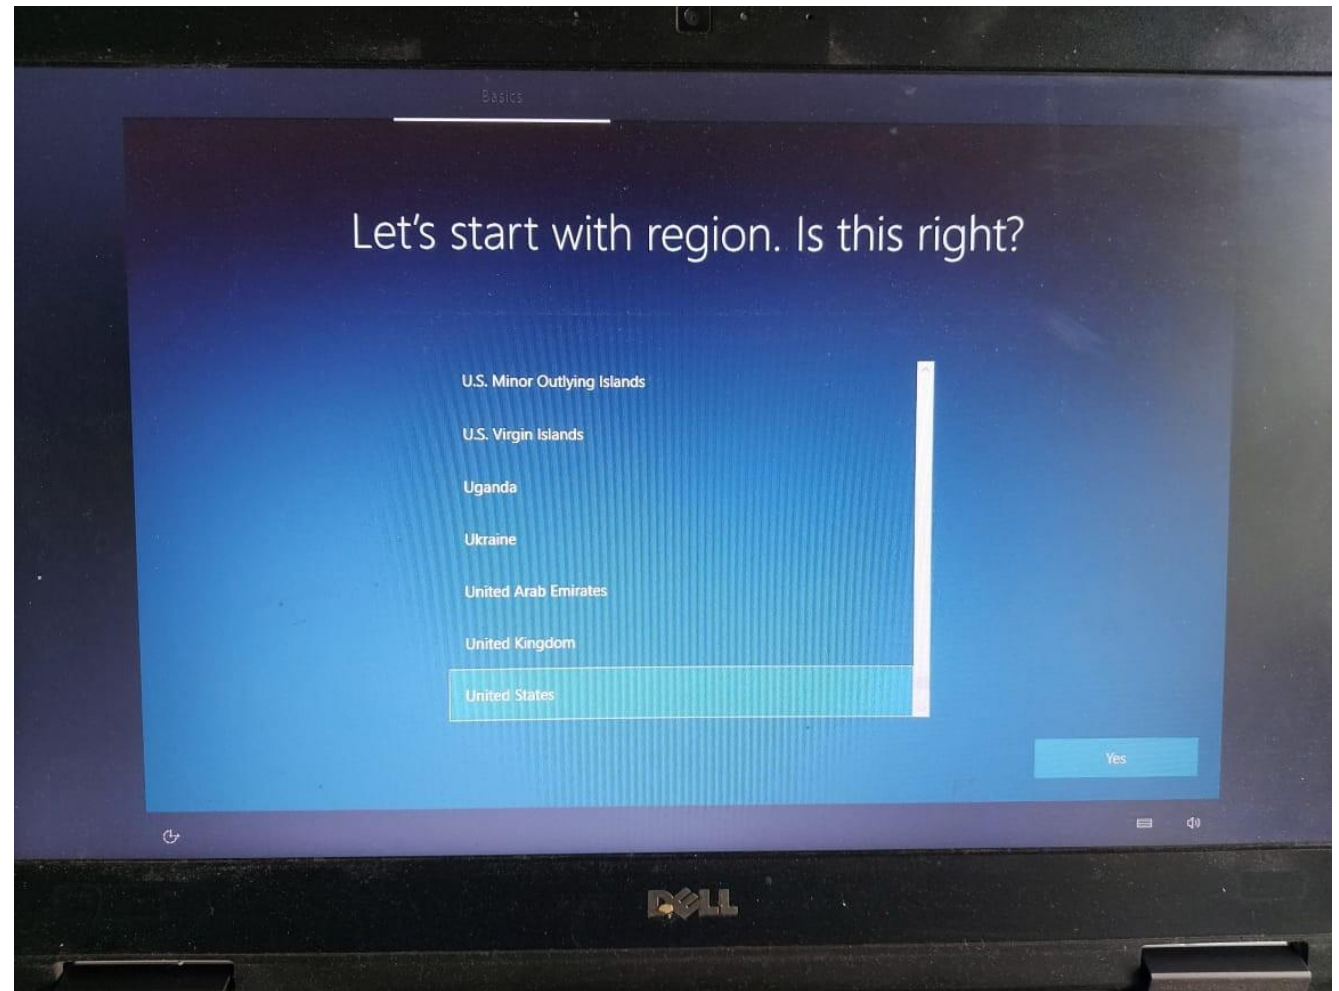 Basics
Let's start with region. Is this right?
U.S. Minor Outlying Islands
U.S. Virgin Islands
Uganda
Ukraine
United Arab Emirates
United Kingdom
United States
Yes
DELL